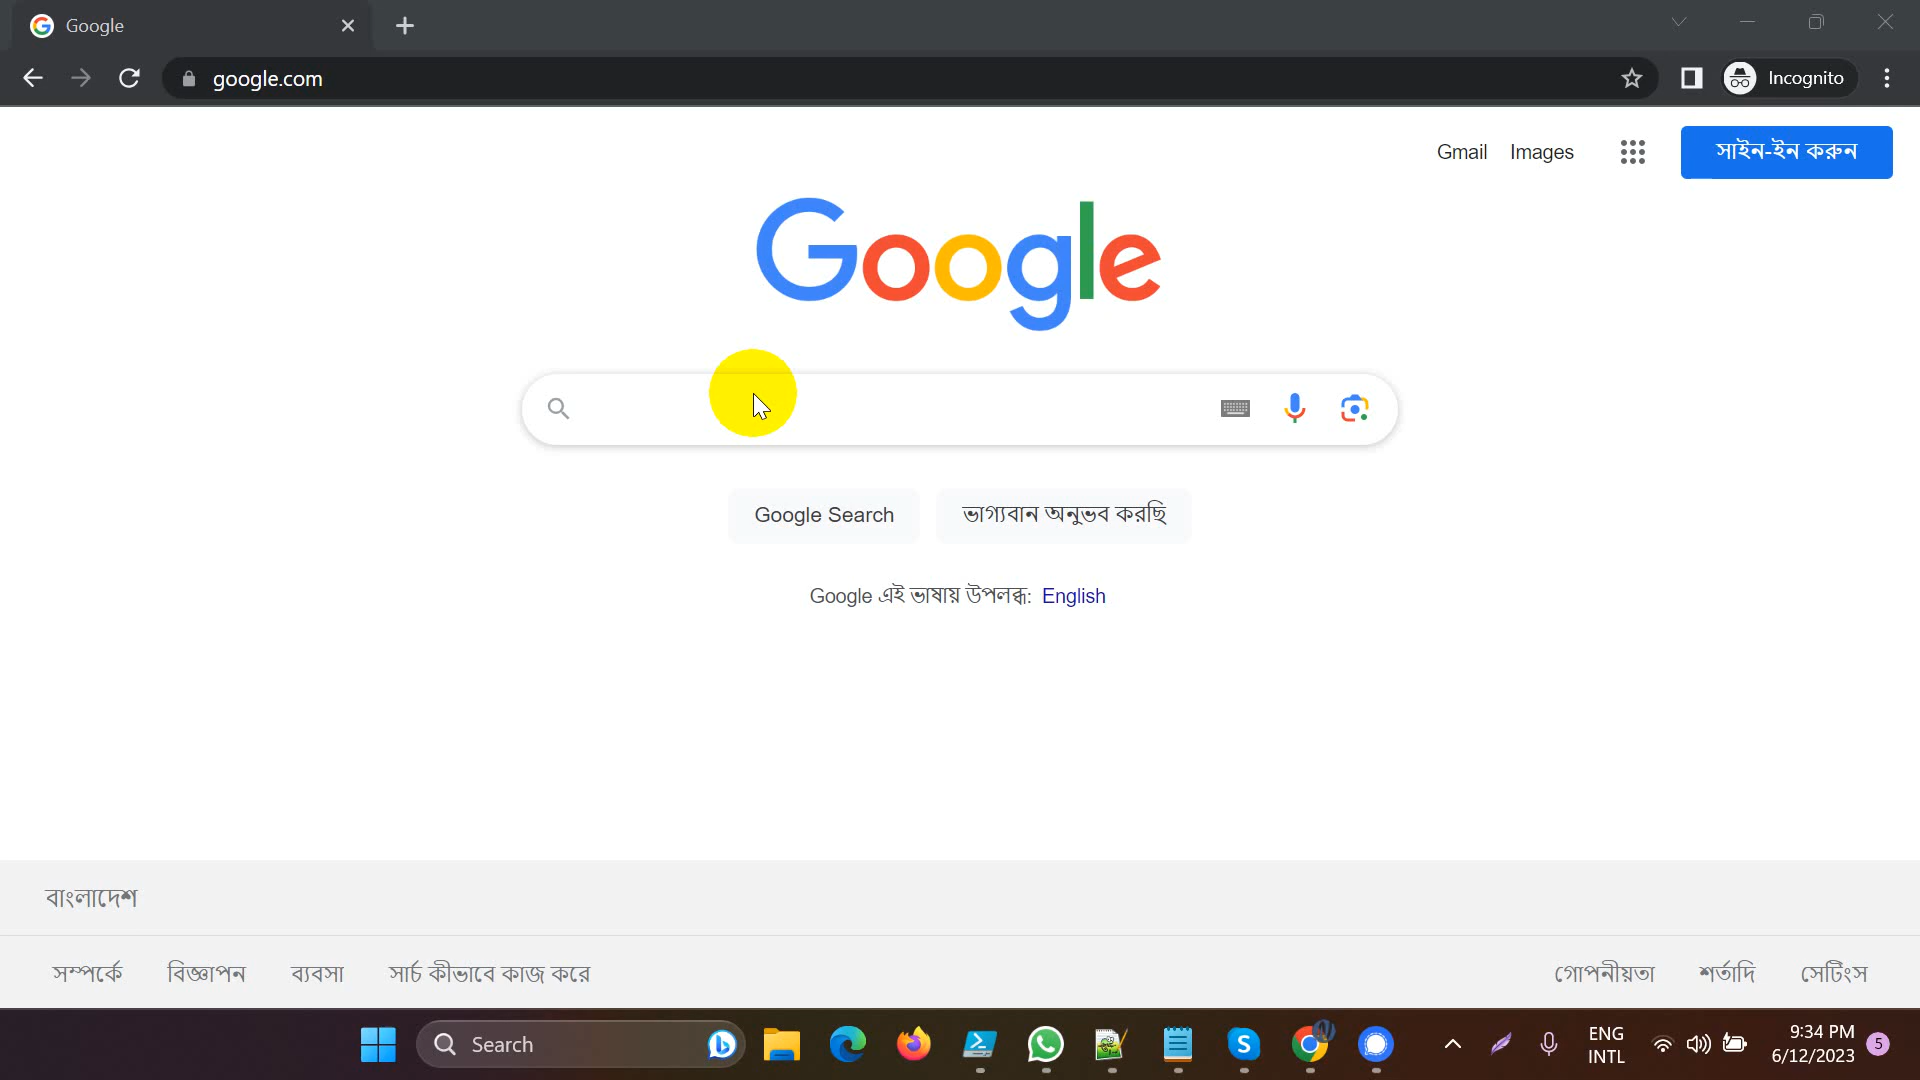 Google
google.com
Incognito
Gmail Images সাইন-ইন করুন
Google
Google Search ভাগ্যবান অনুভব করছি
Google এই ভাষায় উপলব্ধ: English
বাংলাদেশ
সম্পর্কে বিজ্ঞাপন ব্যবসা সার্চ কীভাবে কাজ করে গোপনীয়তা শর্তাদি সেটিংস
Search
ENG
INTL
9:34 PM
6/12/2023
5